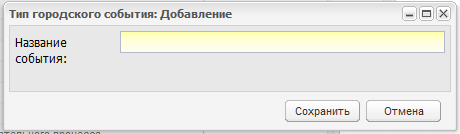 Тип городского события: Добавление
Название
события:
Сохранить
Отмена